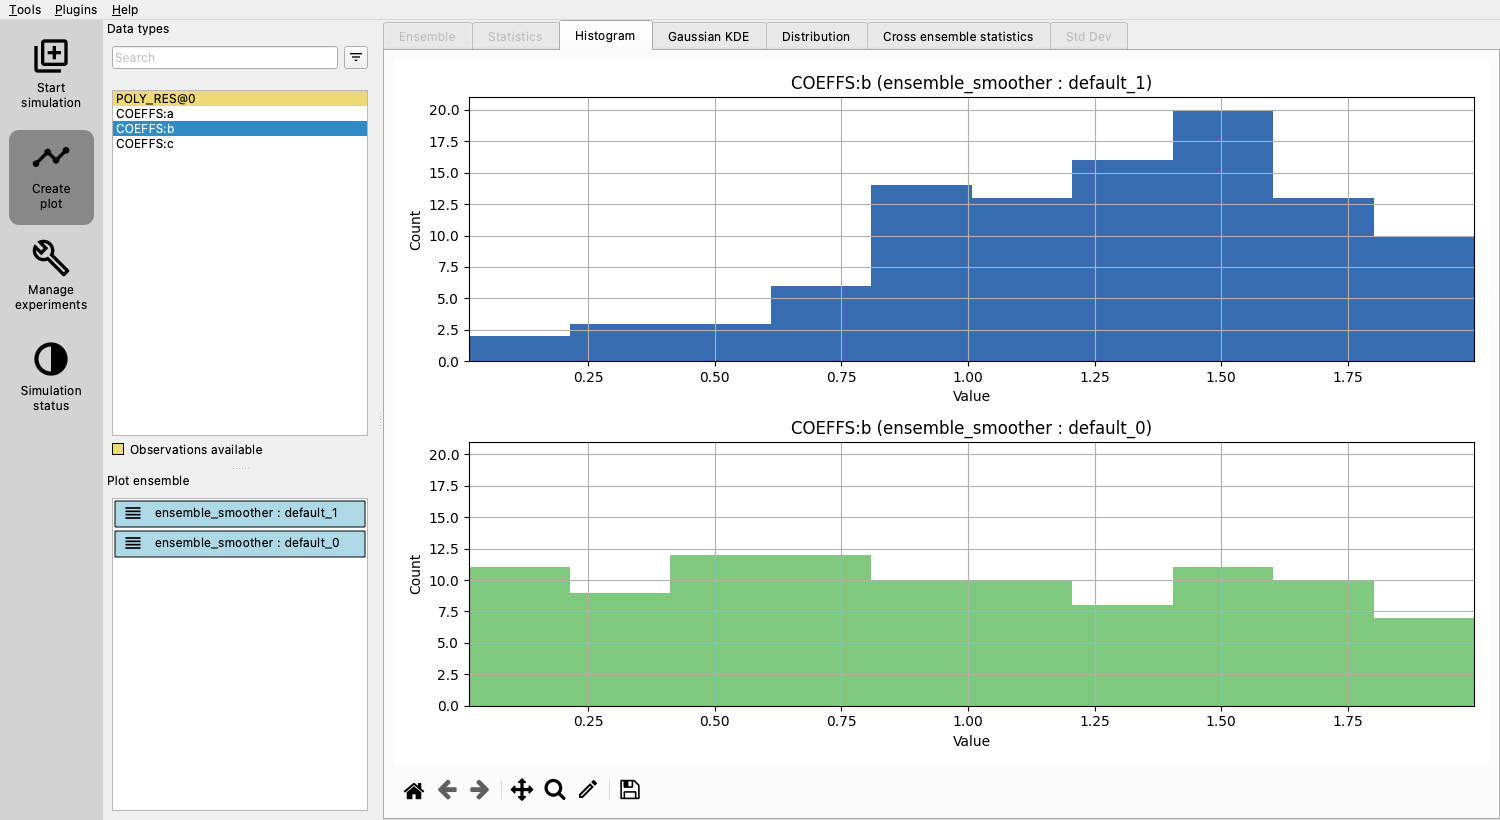 Tools Plugins Help
Start
simulation
Create
plot
Manage
experiments
Simulation
status
Data types
Search
POLY_RES@0
COEFFS:a
COEFFS:b
COEFFS:c
Observations available
Plot ensemble
ensemble_smoother : default_1
ensemble_smoother : default_0
Ensemble Statistics Histogram Gaussian KDE Distribution Cross ensemble statistics Std Dev
COEFFS:b (ensemble_smoother : default_1)
20.0
17.5
15.0
12.5
10.0
7.5
5.0
2.5
0.0
Count
0.25 0.50 0.75 1.00 1.25 1.50 1.75
Value
COEFFS:b (ensemble_smoother : default_0)
20.0
17.5
15.0
12.5
10.0
7.5
5.0
2.5
0.0
Count
0.25 0.50 0.75 1.00 1.25 1.50 1.75
Value